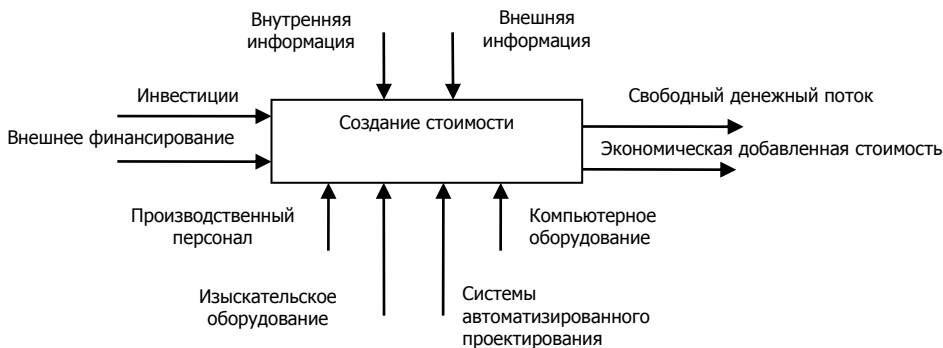 Внутренняя
информация
Внешняя
информация
Инвестиции
Внешнее финансирование
Создание стоимости
Свободный денежный поток
Экономическая добавленная стоимость
Производственный
персонал
Компьютерное
оборудование
Изыскательское
оборудование
Системы
автоматизированного
проектирования